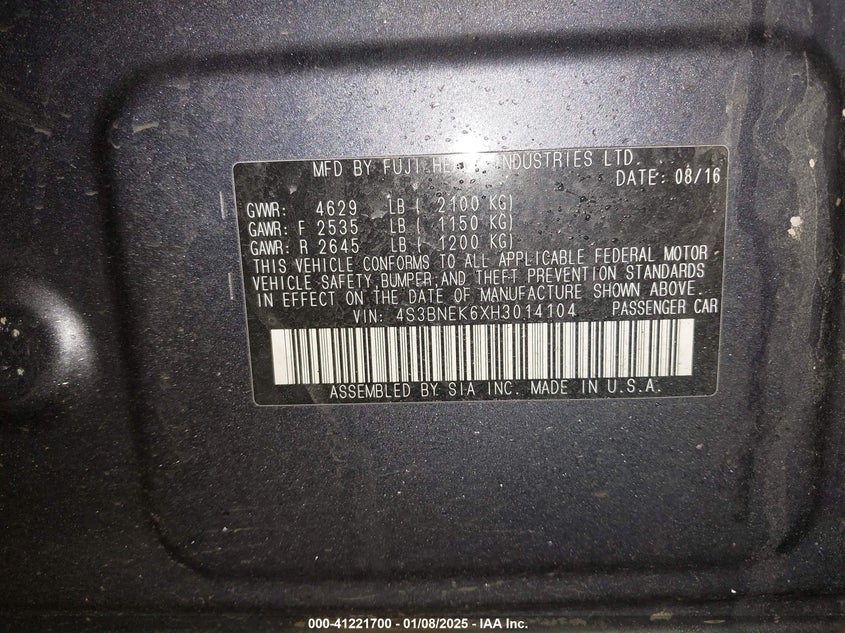 MFD BY FUJI HEAVY INDUSTRIES LTD.
DATE: 08/16
GVWR: 4629 LB ( 2100 KG)
GAWR: F 2535 LB ( 1150 KG)
GAWR: R 2645 LB ( 1200 KG)
THIS VEHICLE CONFORMS TO ALL APPLICABLE FEDERAL MOTOR
VEHICLE SAFETY,BUMPER,AND THEFT PREVENTION STANDARDS
IN EFFECT ON THE DATE OF MANUFACTURE SHOWN ABOVE.
VIN: 4S3BNEK6XH3014104 PASSENGER CAR
ASSEMBLED BY SIA INC. MADE IN U.S.A.
000-41221700 - 01/08/2025 - IAA Inc.